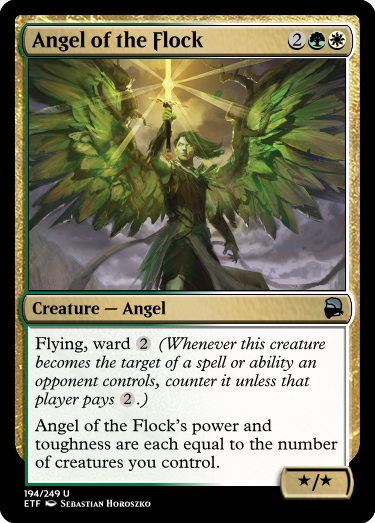 Angel of the Flock 2
Creature — Angel
Flying, ward 2 (Whenever this creature
becomes the target of a spell or ability an
opponent controls, counter it unless that
player pays 2.)
Angel of the Flock's power and
toughness are each equal to the number
of creatures you control.
★/★
194/249 U
ETF Sebastian Horoszko